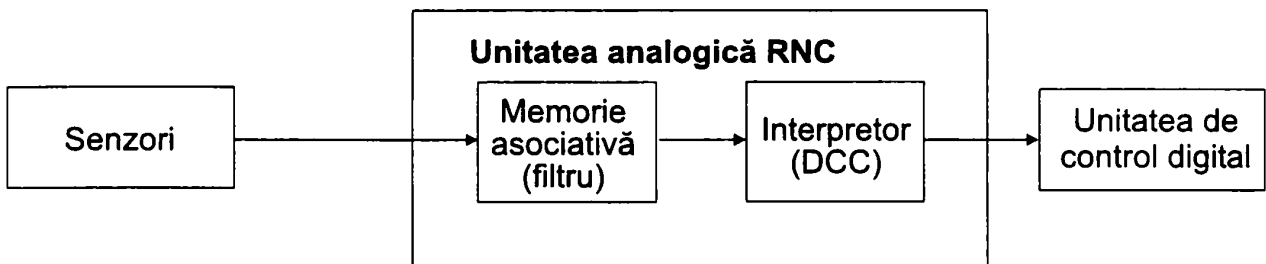 Unitatea analogică RNC
Senzori
Memorie
asociativă
(filtru)
Interpretor
(DCC)
Unitatea de
control digital